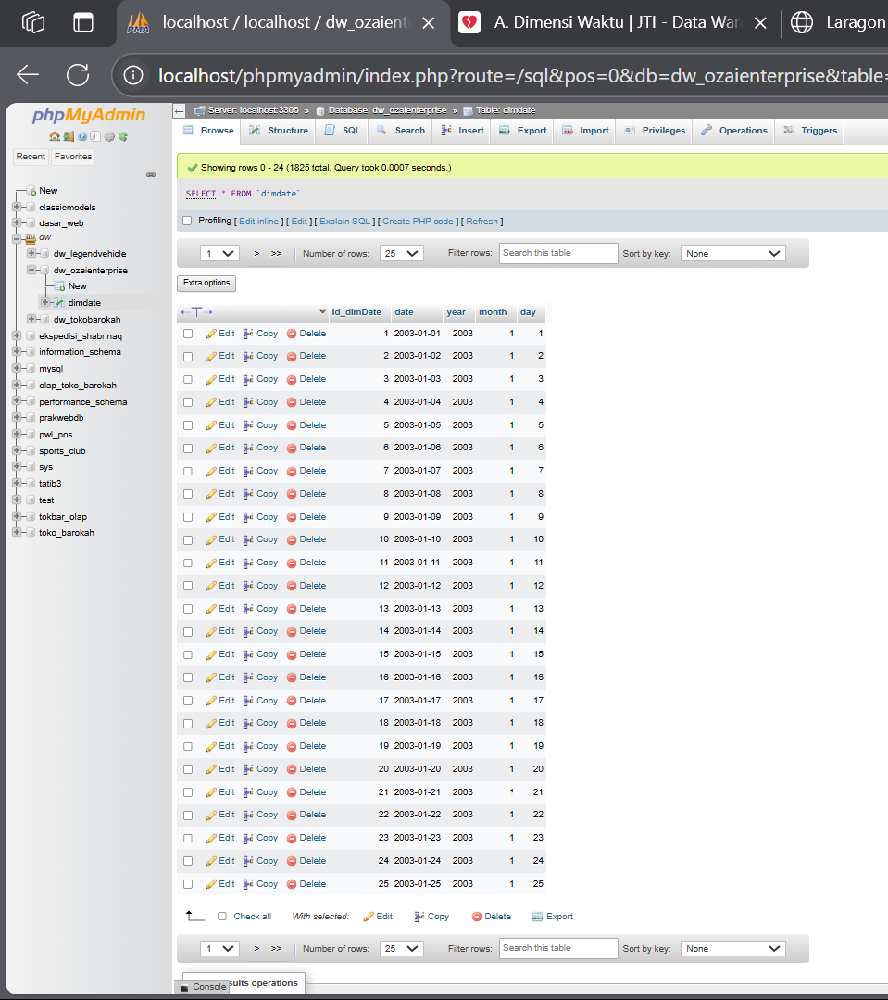 localhost / localhost / dw_ozaient
A. Dimensi Waktu | JTI - Data War
Laragon
localhost/phpmyadmin/index.php?route=/sql&pos=0&db=dw_ozaienterprise&table=
phpMyAdmin
Recent Favorites
New
classicmodels
dasar_web
dw
dw_legendvehicle
dw_ozaienterprise
New
dimdate
dw_tokobarokah
ekspedisi_shabrinaq
information_schema
mysql
olap_toko_barokah
performance_schema
prakwebdb
pwl_pos
sports_club
sys
tatib3
test
tokbar_olap
toko_barokah
Server: localhost:3306 » Database: dw_ozaienterprise » Table: dimdate
Browse Structure SQL Search Insert Export Import Privileges Operations Triggers
Showing rows 0 - 24 (1825 total, Query took 0.0007 seconds.)
SELECT * FROM `dimdate`
Profiling [ Edit inline ] [ Edit ] [ Explain SQL ] [ Create PHP code ] [ Refresh ]
1 > >> | Number of rows: 25 Filter rows: Search this table Sort by key: None
Extra options
←T→ id_dimDate date year month day
Edit Copy Delete 1 2003-01-01 2003 1 1
Edit Copy Delete 2 2003-01-02 2003 1 2
Edit Copy Delete 3 2003-01-03 2003 1 3
Edit Copy Delete 4 2003-01-04 2003 1 4
Edit Copy Delete 5 2003-01-05 2003 1 5
Edit Copy Delete 6 2003-01-06 2003 1 6
Edit Copy Delete 7 2003-01-07 2003 1 7
Edit Copy Delete 8 2003-01-08 2003 1 8
Edit Copy Delete 9 2003-01-09 2003 1 9
Edit Copy Delete 10 2003-01-10 2003 1 10
Edit Copy Delete 11 2003-01-11 2003 1 11
Edit Copy Delete 12 2003-01-12 2003 1 12
Edit Copy Delete 13 2003-01-13 2003 1 13
Edit Copy Delete 14 2003-01-14 2003 1 14
Edit Copy Delete 15 2003-01-15 2003 1 15
Edit Copy Delete 16 2003-01-16 2003 1 16
Edit Copy Delete 17 2003-01-17 2003 1 17
Edit Copy Delete 18 2003-01-18 2003 1 18
Edit Copy Delete 19 2003-01-19 2003 1 19
Edit Copy Delete 20 2003-01-20 2003 1 20
Edit Copy Delete 21 2003-01-21 2003 1 21
Edit Copy Delete 22 2003-01-22 2003 1 22
Edit Copy Delete 23 2003-01-23 2003 1 23
Edit Copy Delete 24 2003-01-24 2003 1 24
Edit Copy Delete 25 2003-01-25 2003 1 25
Check all With selected: Edit Copy Delete Export
1 > >> | Number of rows: 25 Filter rows: Search this table Sort by key: None
sults operations
Console